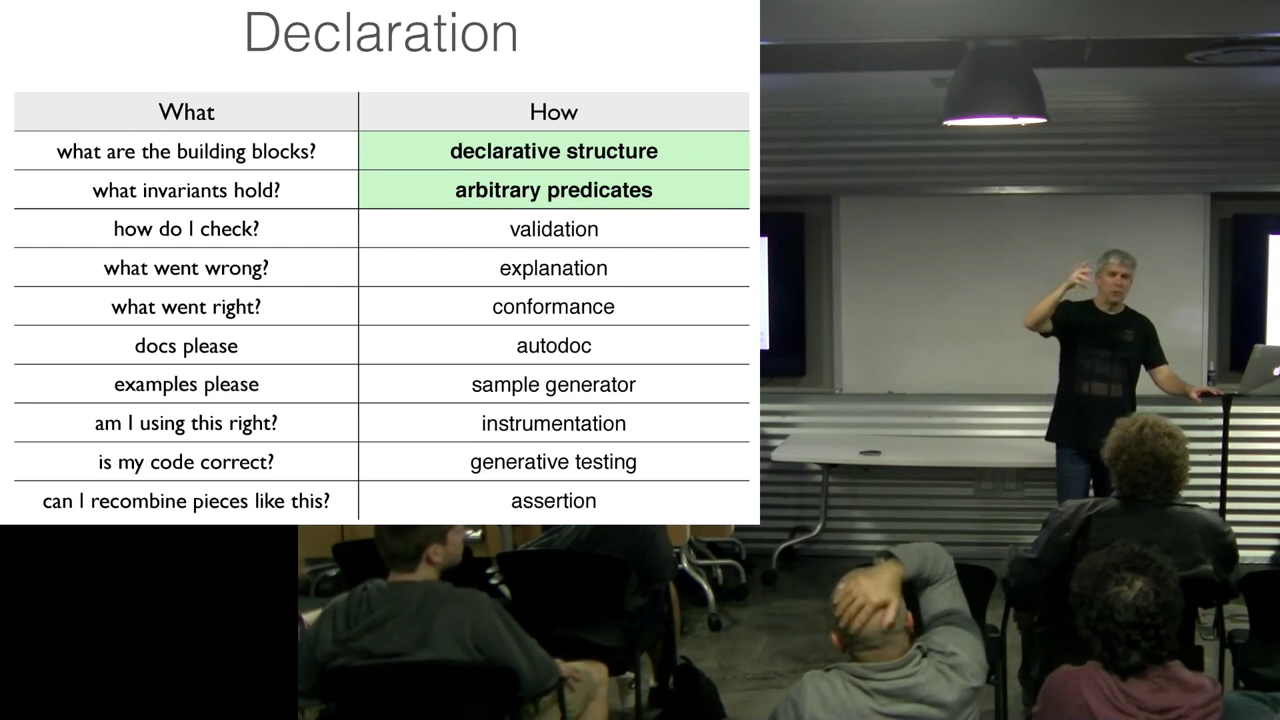 Declaration
What How
what are the building blocks? declarative structure
what invariants hold? arbitrary predicates
how do I check? validation
what went wrong? explanation
what went right? conformance
docs please autodoc
examples please sample generator
am I using this right? instrumentation
is my code correct? generative testing
can I recombine pieces like this? assertion